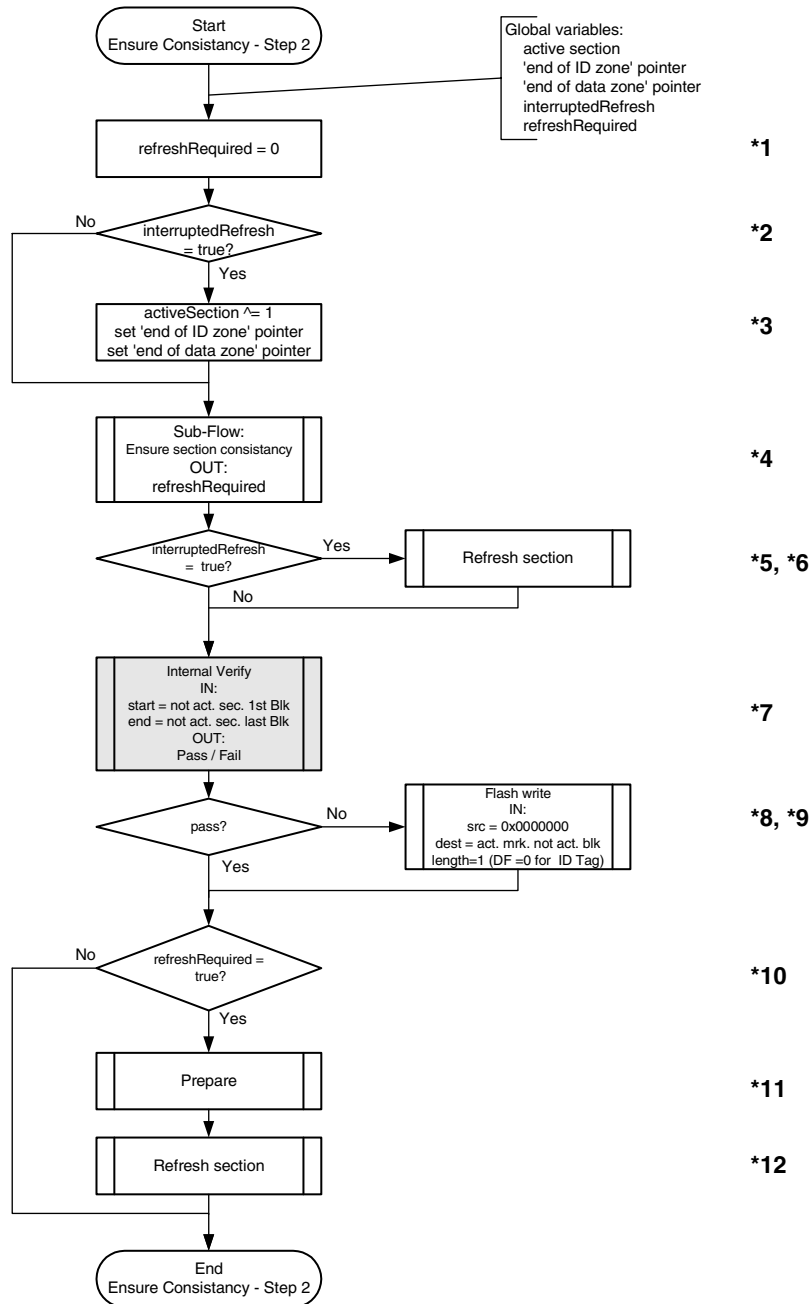 Start
Ensure Consistancy - Step 2
Global variables:
active section
'end of ID zone' pointer
'end of data zone' pointer
interruptedRefresh
refreshRequired
refreshRequired = 0
*1
No
interruptedRefresh
= true?
*2
Yes
activeSection ^= 1
set 'end of ID zone' pointer
set 'end of data zone' pointer
*3
Sub-Flow:
Ensure section consistancy
OUT:
refreshRequired
*4
interruptedRefresh
= true?
Yes
Refresh section
*5, *6
No
Internal Verify
IN:
start = not act. sec. 1st Blk
end = not act. sec. last Blk
OUT:
Pass / Fail
*7
pass?
No
Flash write
IN:
src = 0x0000000
dest = act. mrk. not act. blk
length=1 (DF =0 for ID Tag)
*8, *9
Yes
No
refreshRequired =
true?
*10
Yes
Prepare
*11
Refresh section
*12
End
Ensure Consistancy - Step 2